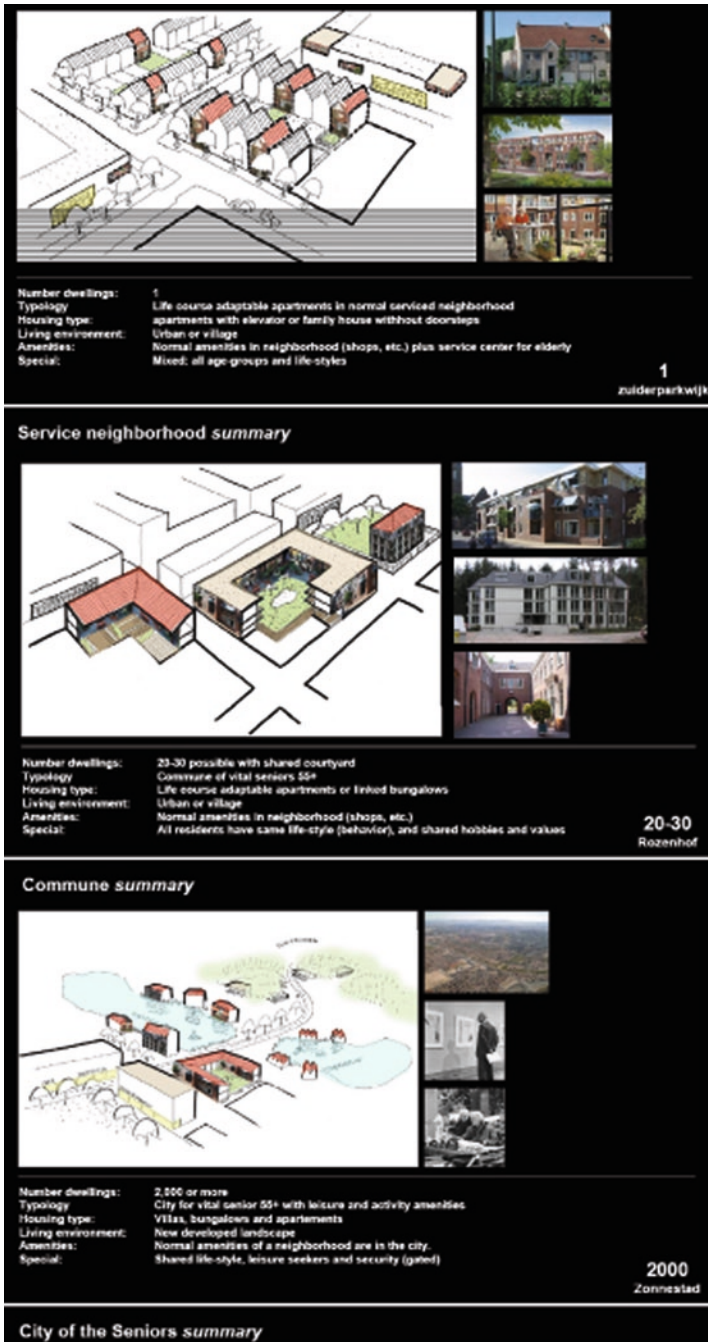 Number dwellings: 1
Typology Life course adaptable apartments in normal serviced neighborhood
Housing type: apartments with elevator or family house withhout doorsteps
Living environment: Urban or village
Amenities: Normal amenities in neighborhood (shops, etc.) plus service center for elderly
Special: Mixed: all age-groups and life-styles
1
zuiderparkwijk
Service neighborhood summary
Number dwellings: 20-30 possible with shared courtyard
Typology Commune of vital seniors 55+
Housing type: Life course adaptable apartments or linked bungalows
Living environment: Urban or village
Amenities: Normal amenities in neighborhood (shops, etc.)
Special: All residents have same life-style (behavior), and shared hobbies and values
20-30
Rozenhof
Commune summary
Number dwellings: 2,000 or more
Typology City for vital senior 55+ with leisure and activity amenities
Housing type: Villas, bungalows and apartements
Living environment: New developed landscape
Amenities: Normal amenities of a neighborhood are in the city.
Special: Shared life-style, leisure seekers and security (gated)
2000
Zonnestad
City of the Seniors summary